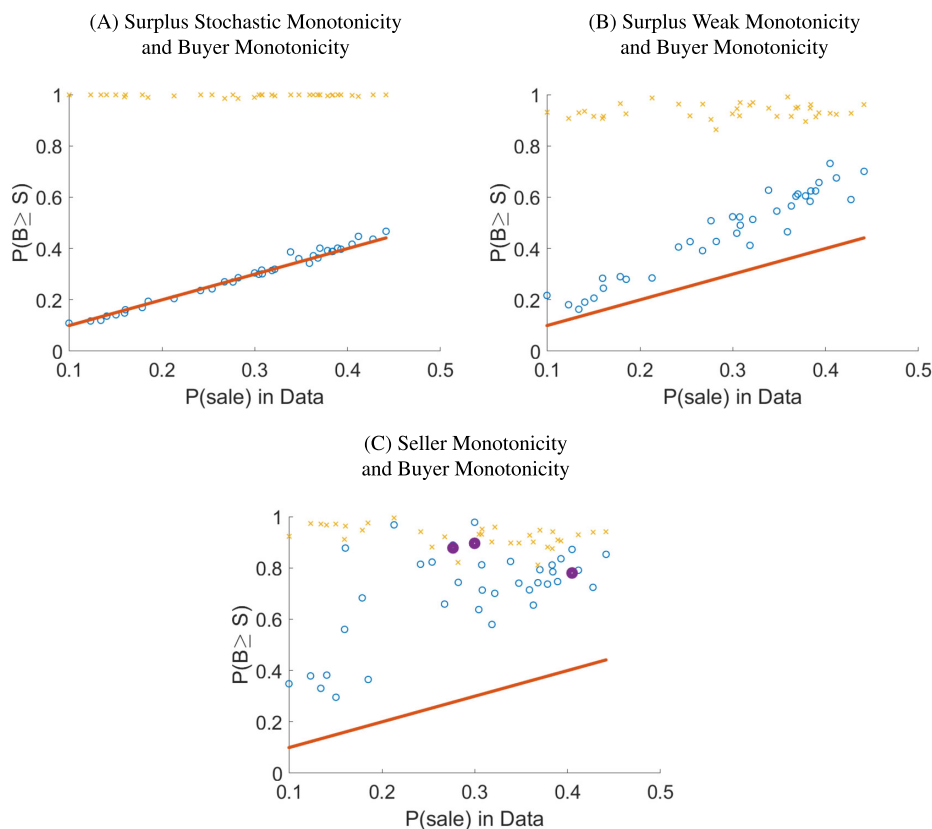 (A) Surplus Stochastic Monotonicity
and Buyer Monotonicity
P(B≥ S)
1
0.8
0.6
0.4
0.2
0
0.1 0.2 0.3 0.4 0.5
P(sale) in Data
(B) Surplus Weak Monotonicity
and Buyer Monotonicity
P(B≥ S)
1
0.8
0.6
0.4
0.2
0
0.1 0.2 0.3 0.4 0.5
P(sale) in Data
(C) Seller Monotonicity
and Buyer Monotonicity
P(B≥ S)
1
0.8
0.6
0.4
0.2
0
0.1 0.2 0.3 0.4 0.5
P(sale) in Data